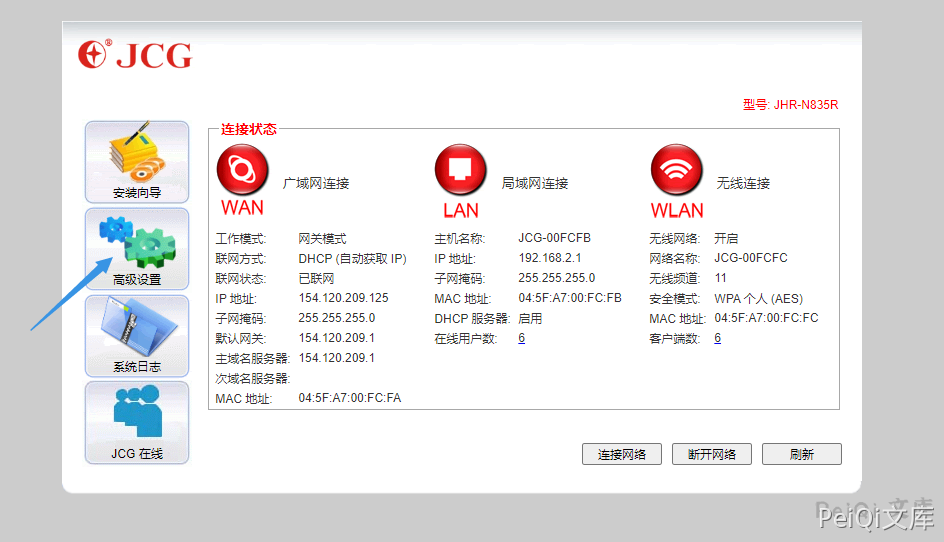 JCG
型号: JHR-N835R
安装向导
高级设置
系统日志
JCG 在线
连接状态
WAN
广域网连接
工作模式: 网关模式
联网方式: DHCP (自动获取 IP)
联网状态: 已联网
IP 地址: 154.120.209.125
子网掩码: 255.255.255.0
默认网关: 154.120.209.1
主域名服务器: 154.120.209.1
次域名服务器:
MAC 地址: 04:5F:A7:00:FC:FA
LAN
局域网连接
主机名称: JCG-00FCFB
IP 地址: 192.168.2.1
子网掩码: 255.255.255.0
MAC 地址: 04:5F:A7:00:FC:FB
DHCP 服务器: 启用
在线用户数: 6
WLAN
无线连接
无线网络: 开启
网络名称: JCG-00FCFC
无线频道: 11
安全模式: WPA 个人 (AES)
MAC 地址: 04:5F:A7:00:FC:FC
客户端数: 6
连接网络
断开网络
刷新
PeiQi文库
PeiQi文库